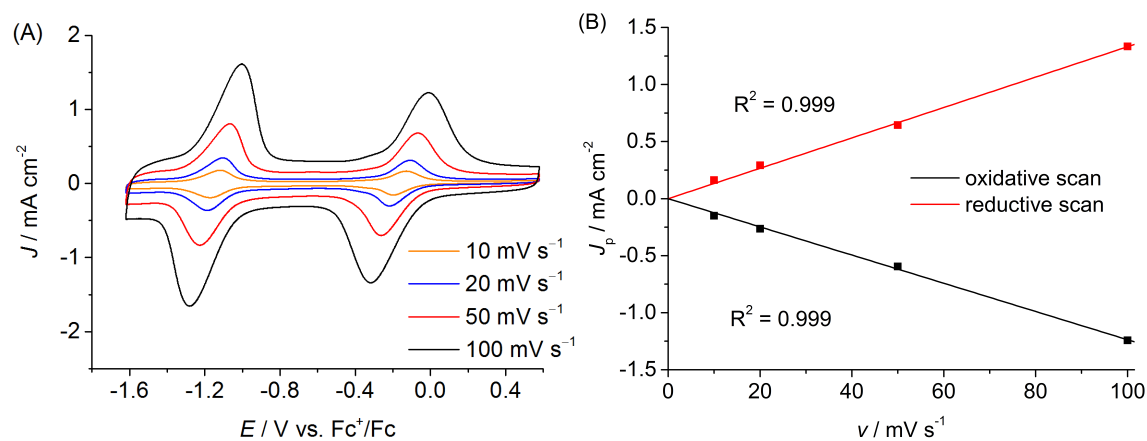 (A)
2
1
0
-1
-2
J / mA cm⁻²
10 mV s⁻¹
20 mV s⁻¹
50 mV s⁻¹
100 mV s⁻¹
-1.6
-1.2
-0.8
-0.4
0.0
0.4
E / V vs. Fc⁺/Fc
(B)
1.5
1.0
0.5
0.0
-0.5
-1.0
-1.5
Jₚ / mA cm⁻²
R² = 0.999
oxidative scan
reductive scan
R² = 0.999
0
20
40
60
80
100
v / mV s⁻¹